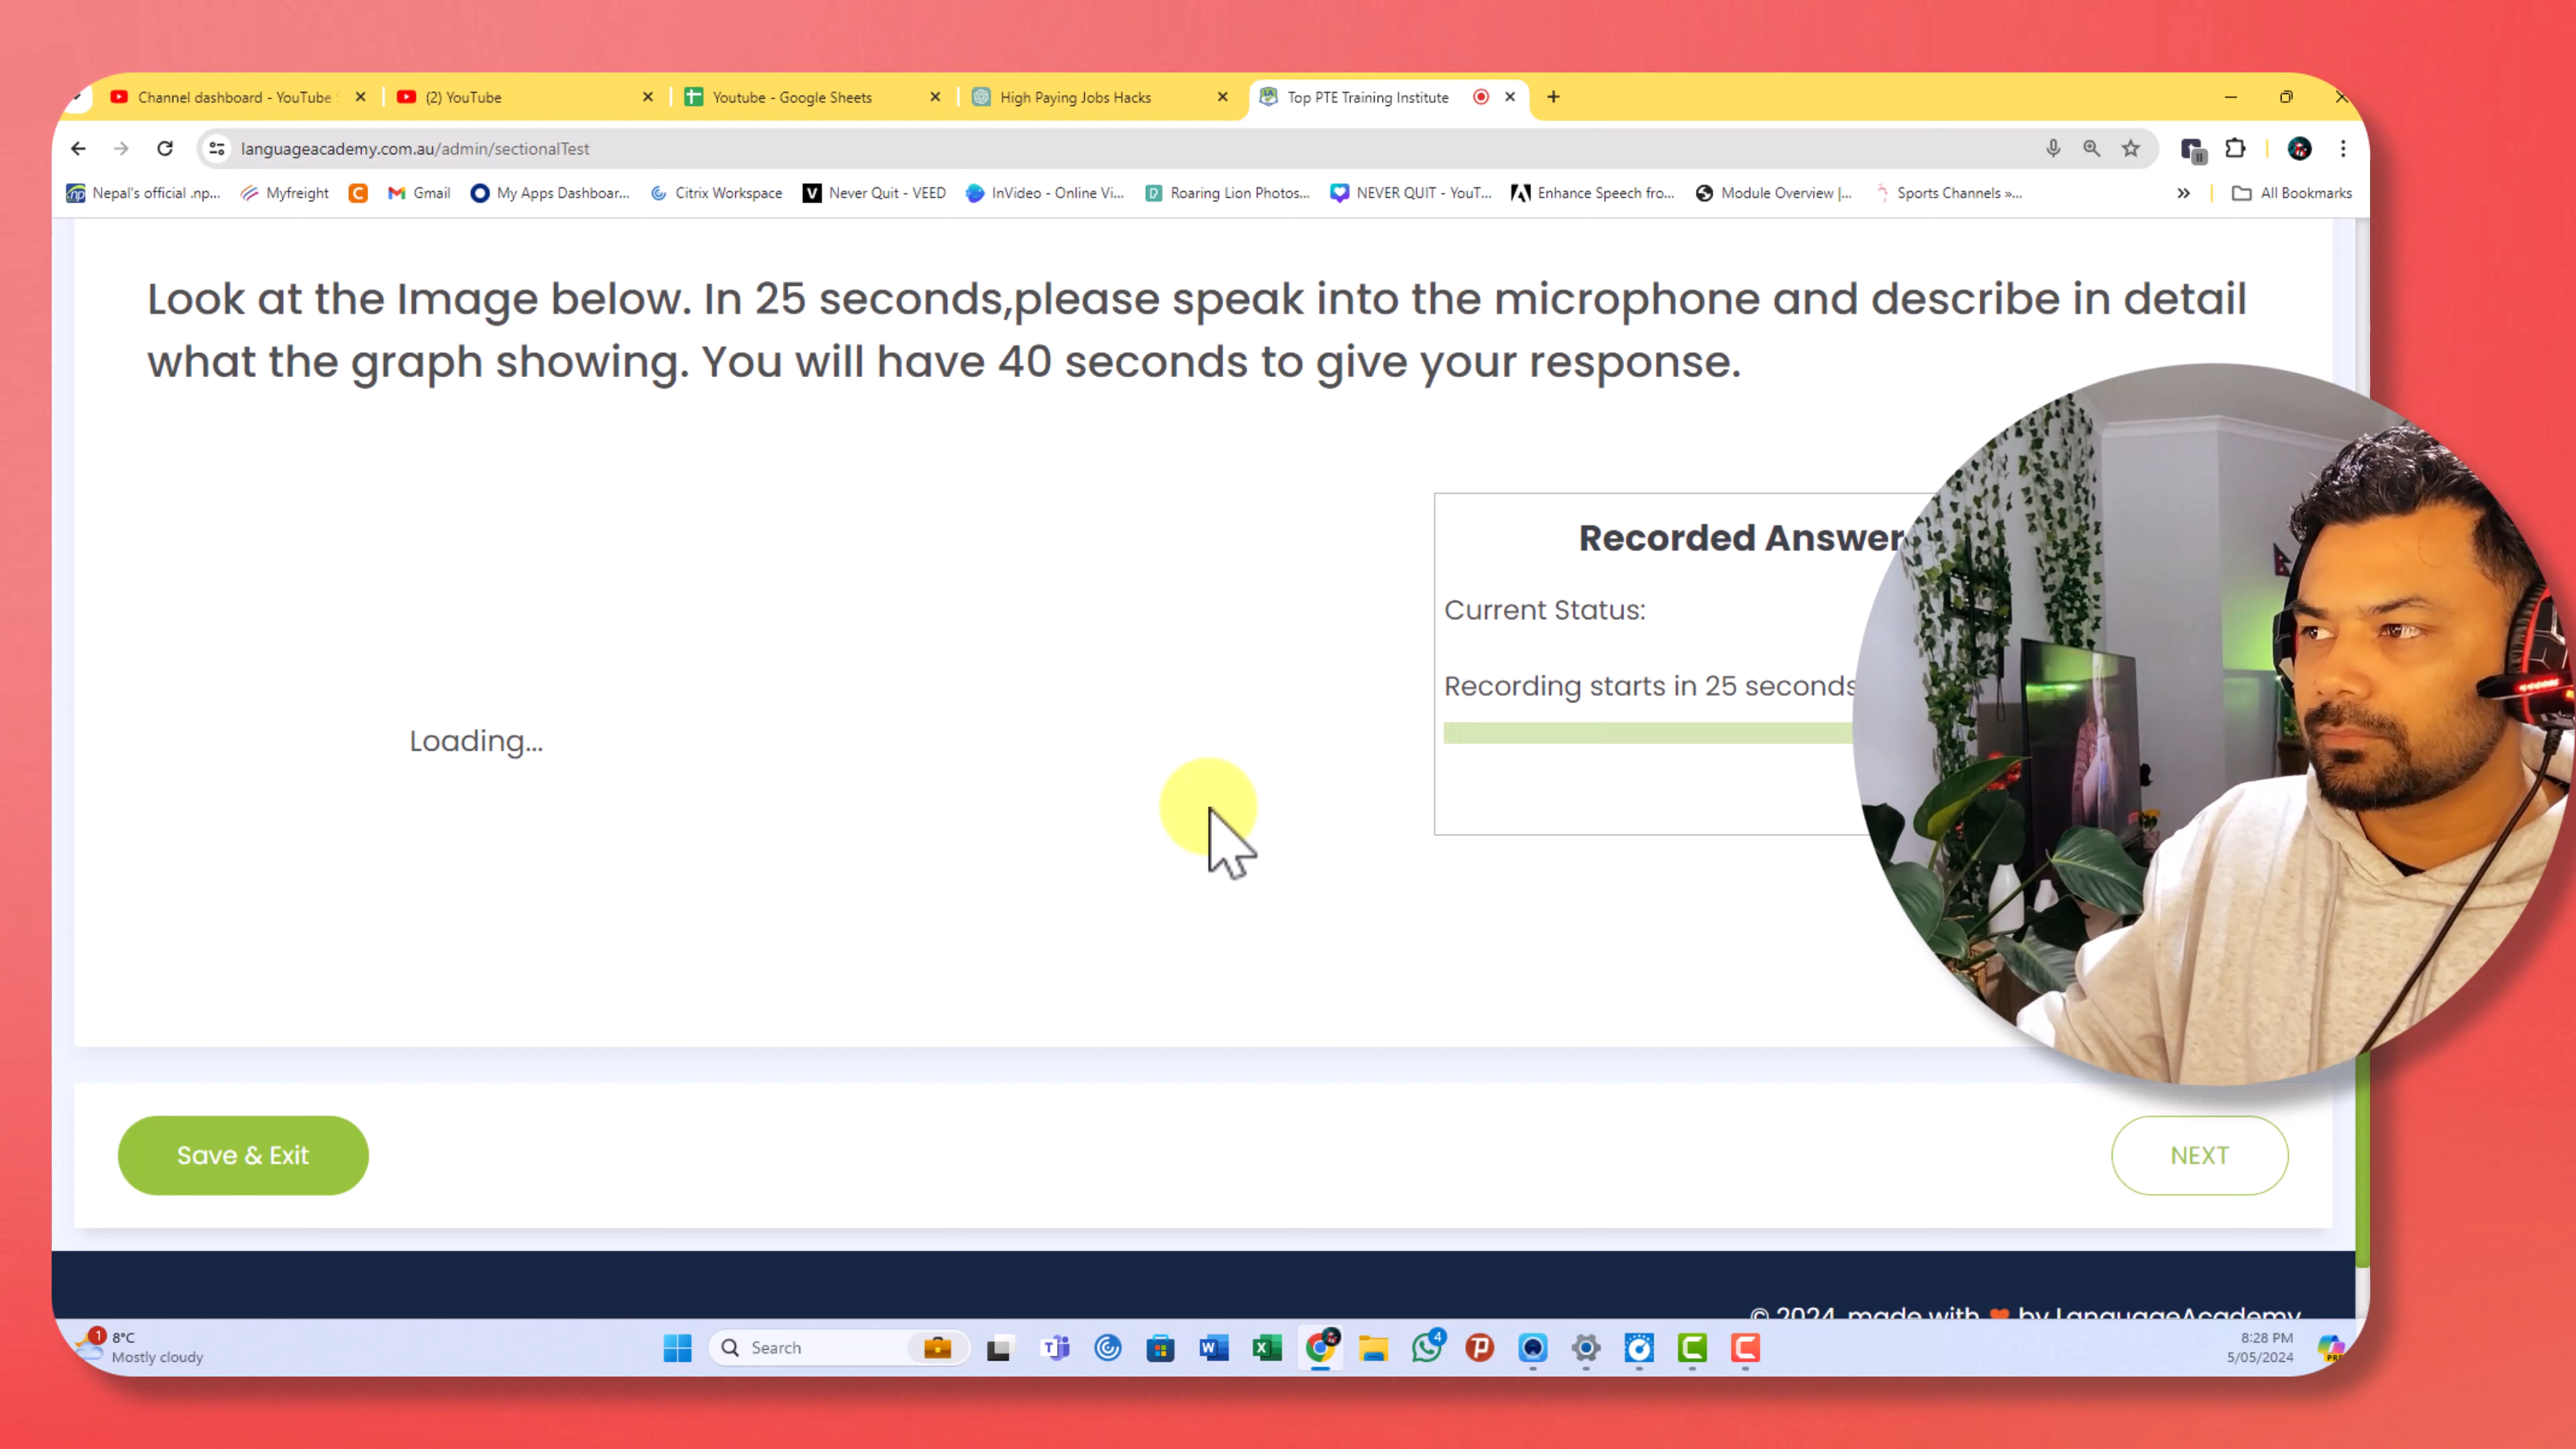 Channel dashboard - YouTube
(2) YouTube
Youtube - Google Sheets
High Paying Jobs Hacks
Top PTE Training Institute
languageacademy.com.au/admin/sectionalTest
Nepal's official .np...
Myfreight
Gmail
My Apps Dashboar...
Citrix Workspace
Never Quit - VEED
InVideo - Online Vi...
Roaring Lion Photos...
NEVER QUIT - YouT...
Enhance Speech fro...
Module Overview |...
Sports Channels »...
All Bookmarks
Look at the Image below. In 25 seconds,please speak into the microphone and describe in detail
what the graph showing. You will have 40 seconds to give your response.
Recorded Answer
Current Status:
Recording starts in 25 seconds
Loading...
Save & Exit
NEXT
© 2024, made with by LanguageAcademy
1
8°C
Mostly cloudy
Search
4
8:28 PM
5/05/2024